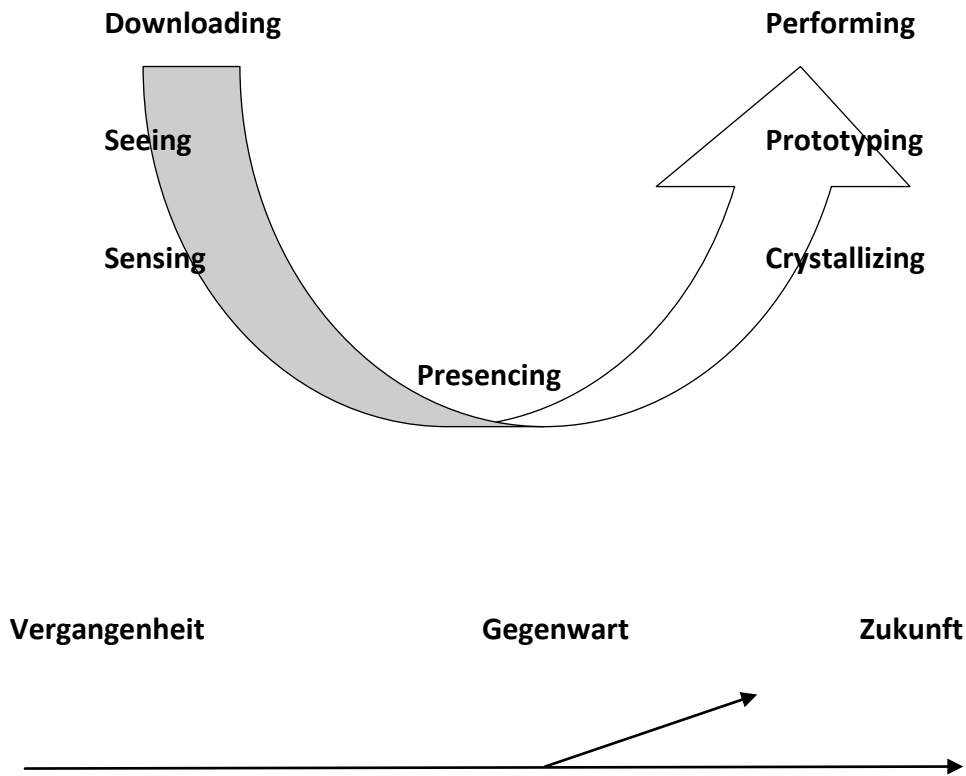 Downloading
Performing
Seeing
Prototyping
Sensing
Crystallizing
Presencing
Vergangenheit
Gegenwart
Zukunft